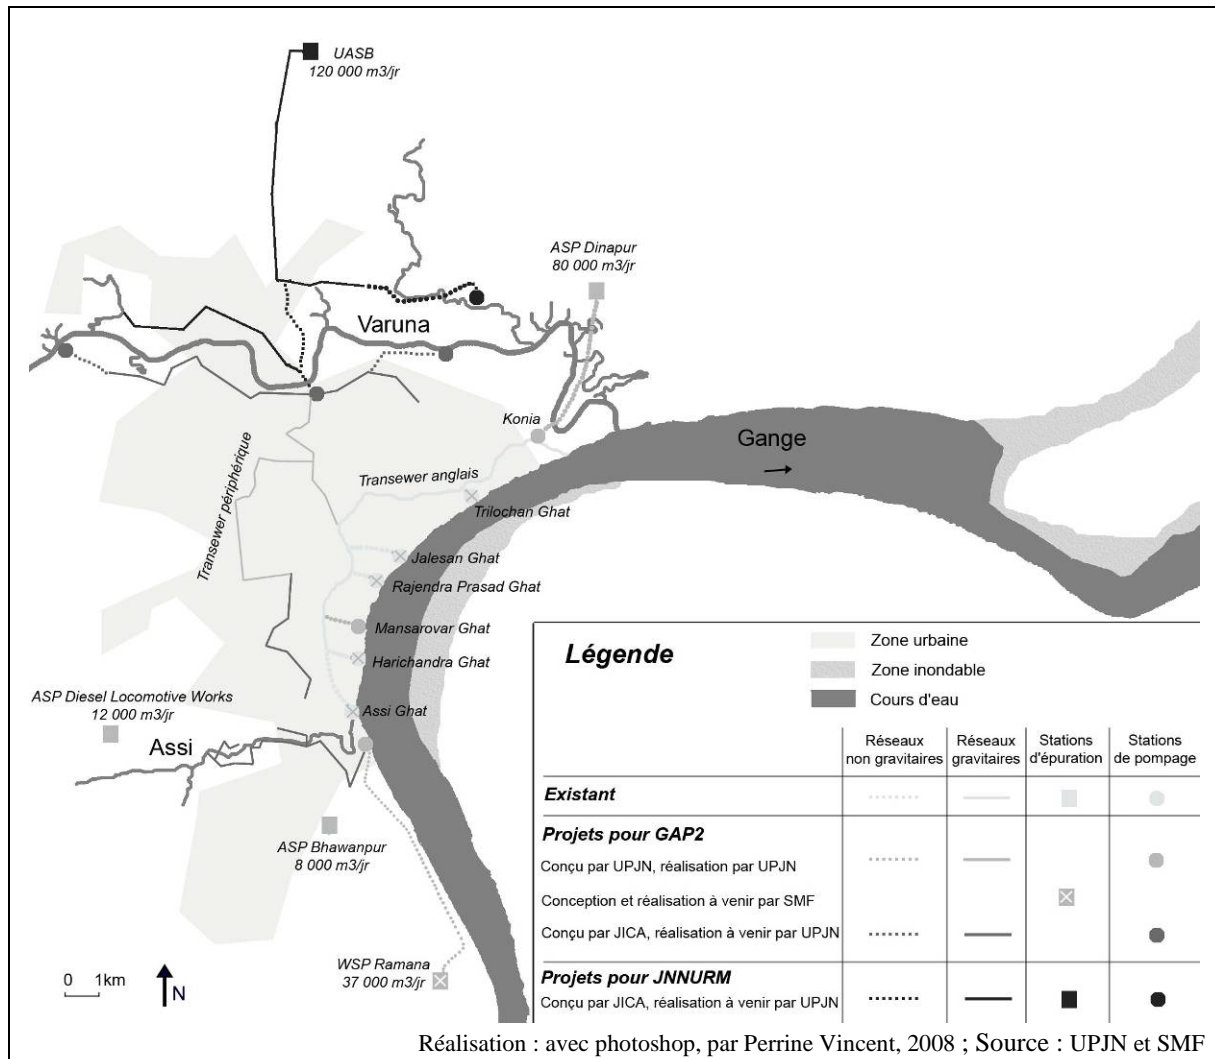 UASB
120 000 m3/jr
ASP Dinapur
80 000 m3/jr
Varuna
Konia
Gange
Transewer anglais
Transewer périphérique
Trilochan Ghat
Jalesan Ghat
Rajendra Prasad Ghat
Mansarovar Ghat
Harichandra Ghat
Assi Ghat
ASP Diesel Locomotive Works
12 000 m3/jr
Assi
ASP Bhawanpur
8 000 m3/jr
WSP Ramana
37 000 m3/jr
0 1km
N
Légende
Zone urbaine
Zone inondable
Cours d'eau
Réseaux non gravitaires
Réseaux gravitaires
Stations d'épuration
Stations de pompage
Existant
Projets pour GAP2
Conçu par UPJN, réalisation par UPJN
Conception et réalisation à venir par SMF
Conçu par JICA, réalisation à venir par UPJN
Projets pour JNNURM
Conçu par JICA, réalisation à venir par UPJN
Réalisation : avec photoshop, par Perrine Vincent, 2008 ; Source : UPJN et SMF